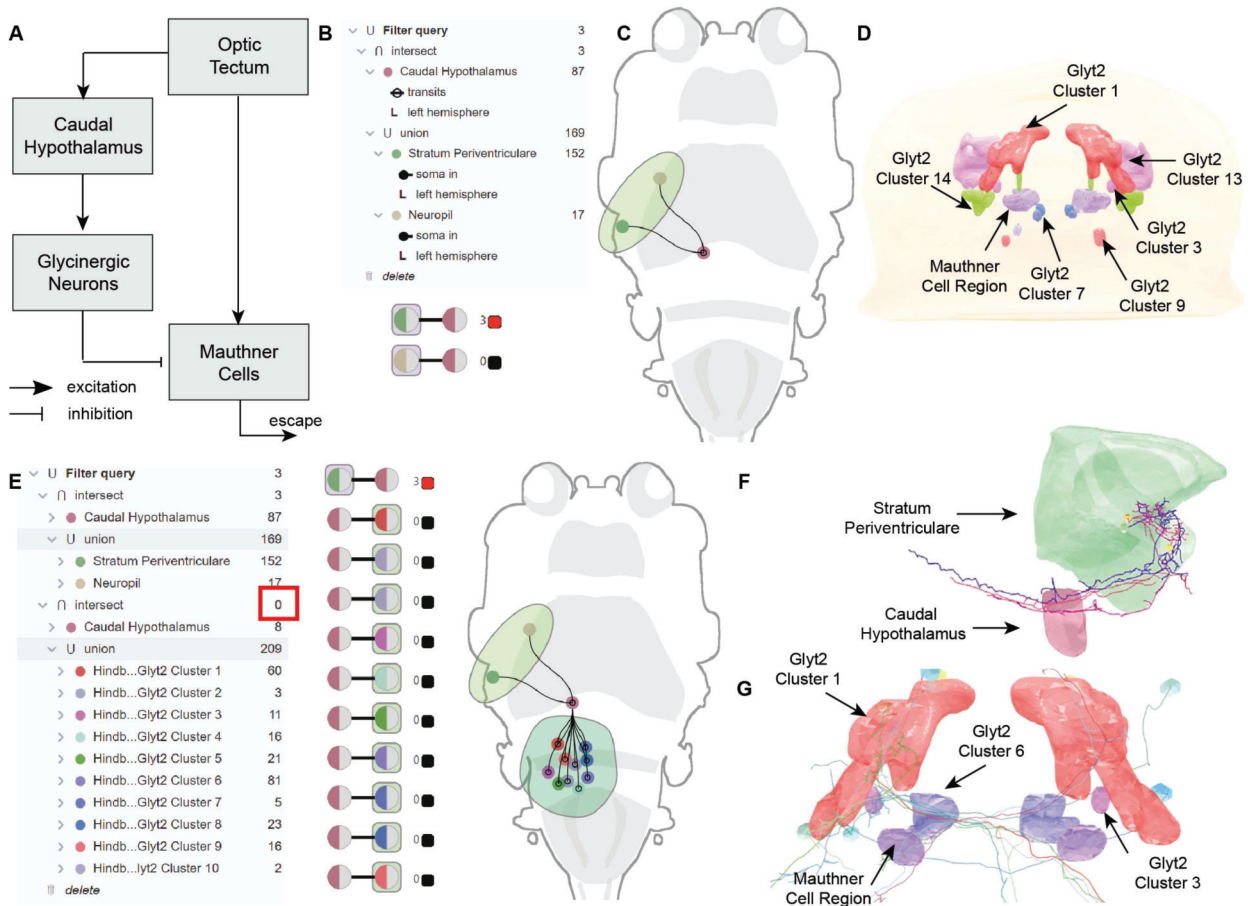 A
Optic
Tectum
Caudal
Hypothalamus
Glycinergic
Neurons
Mauthner
Cells
excitation
inhibition
escape
B
U Filter query 3
∩ intersect 3
Caudal Hypothalamus 87
transits
L left hemisphere
U union 169
Stratum Periventriculare 152
soma in
L left hemisphere
Neuropil 17
soma in
L left hemisphere
delete
3
0
C
D
Glyt2
Cluster 1
Glyt2
Cluster 14
Glyt2
Cluster 13
Glyt2
Cluster 3
Mauthner
Cell Region
Glyt2
Cluster 7
Glyt2
Cluster 9
E
U Filter query 3
∩ intersect 3
Caudal Hypothalamus 87
U union 169
Stratum Periventriculare 152
Neuropil 17
∩ intersect 0
Caudal Hypothalamus 8
U union 209
Hindb...Glyt2 Cluster 1 60
Hindb...Glyt2 Cluster 2 3
Hindb...Glyt2 Cluster 3 11
Hindb...Glyt2 Cluster 4 16
Hindb...Glyt2 Cluster 5 21
Hindb...Glyt2 Cluster 6 81
Hindb...Glyt2 Cluster 7 5
Hindb...Glyt2 Cluster 8 23
Hindb...Glyt2 Cluster 9 16
Hindb...lyt2 Cluster 10 2
delete
3
0
0
0
0
0
0
0
0
0
0
F
Stratum
Periventriculare
Caudal
Hypothalamus
G
Glyt2
Cluster 1
Glyt2
Cluster 6
Mauthner
Cell Region
Glyt2
Cluster 3